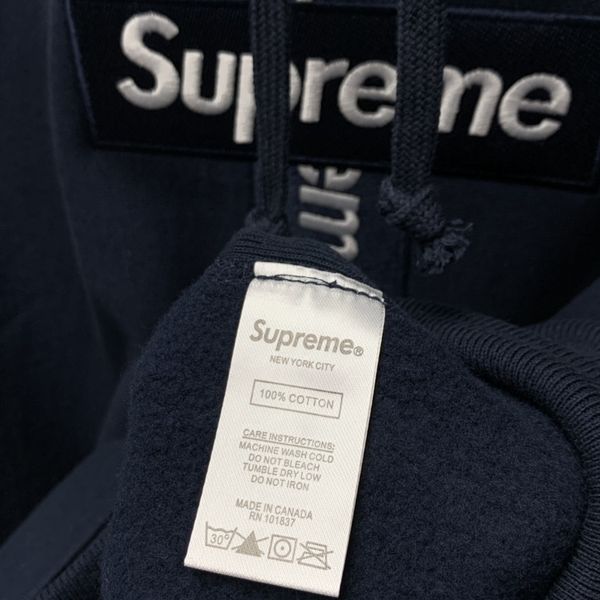 Supreme
Supreme®
NEW YORK CITY
100% COTTON
CARE INSTRUCTIONS:
MACHINE WASH COLD
DO NOT BLEACH
TUMBLE DRY LOW
DO NOT IRON
MADE IN CANADA
RN 101837
30°